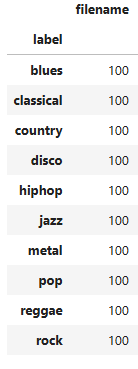 filename
label
blues 100
classical 100
country 100
disco 100
hiphop 100
jazz 100
metal 100
pop 100
reggae 100
rock 100